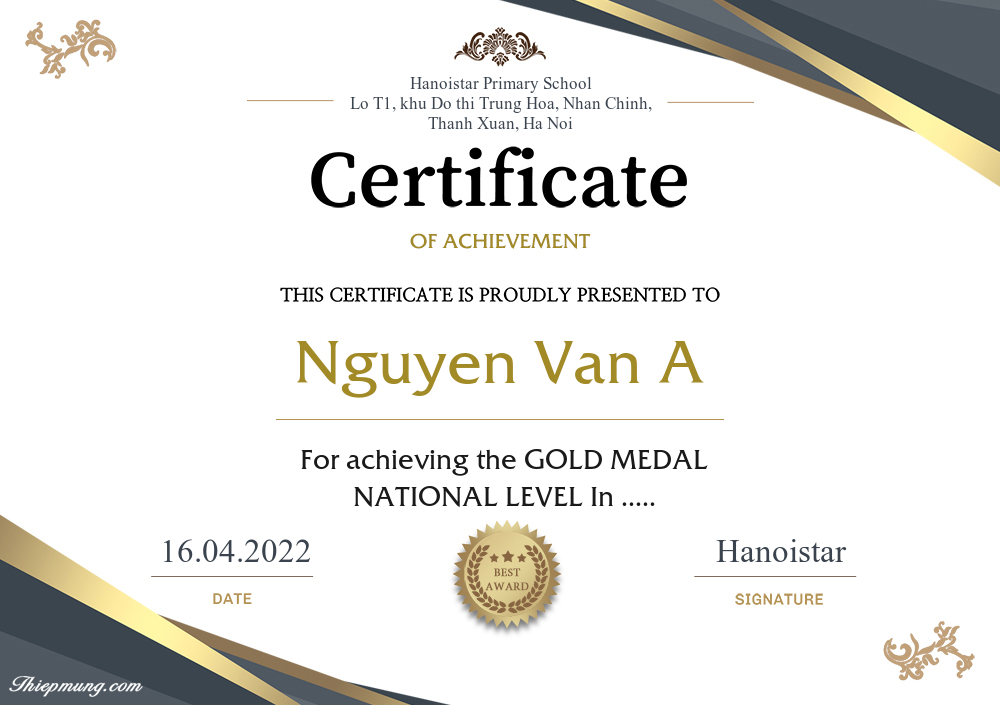 Hanoistar Primary School
Lo T1, khu Do thi Trung Hoa, Nhan Chinh,
Thanh Xuan, Ha Noi
Certificate
OF ACHIEVEMENT
THIS CERTIFICATE IS PROUDLY PRESENTED TO
Nguyen Van A
For achieving the GOLD MEDAL
NATIONAL LEVEL In .....
16.04.2022
DATE
BEST
AWARD
Hanoistar
SIGNATURE
Thiepmung.com